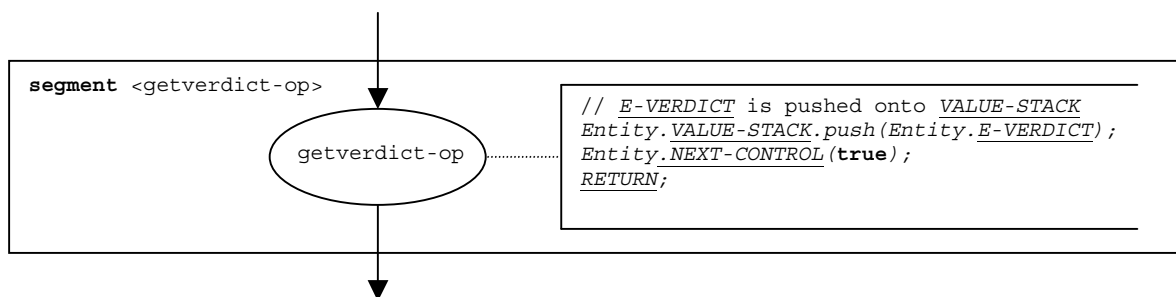 segment <getverdict-op>
getverdict-op
// E-VERDICT is pushed onto VALUE-STACK
Entity.VALUE-STACK.push(Entity.E-VERDICT);
Entity.NEXT-CONTROL(true);
RETURN;